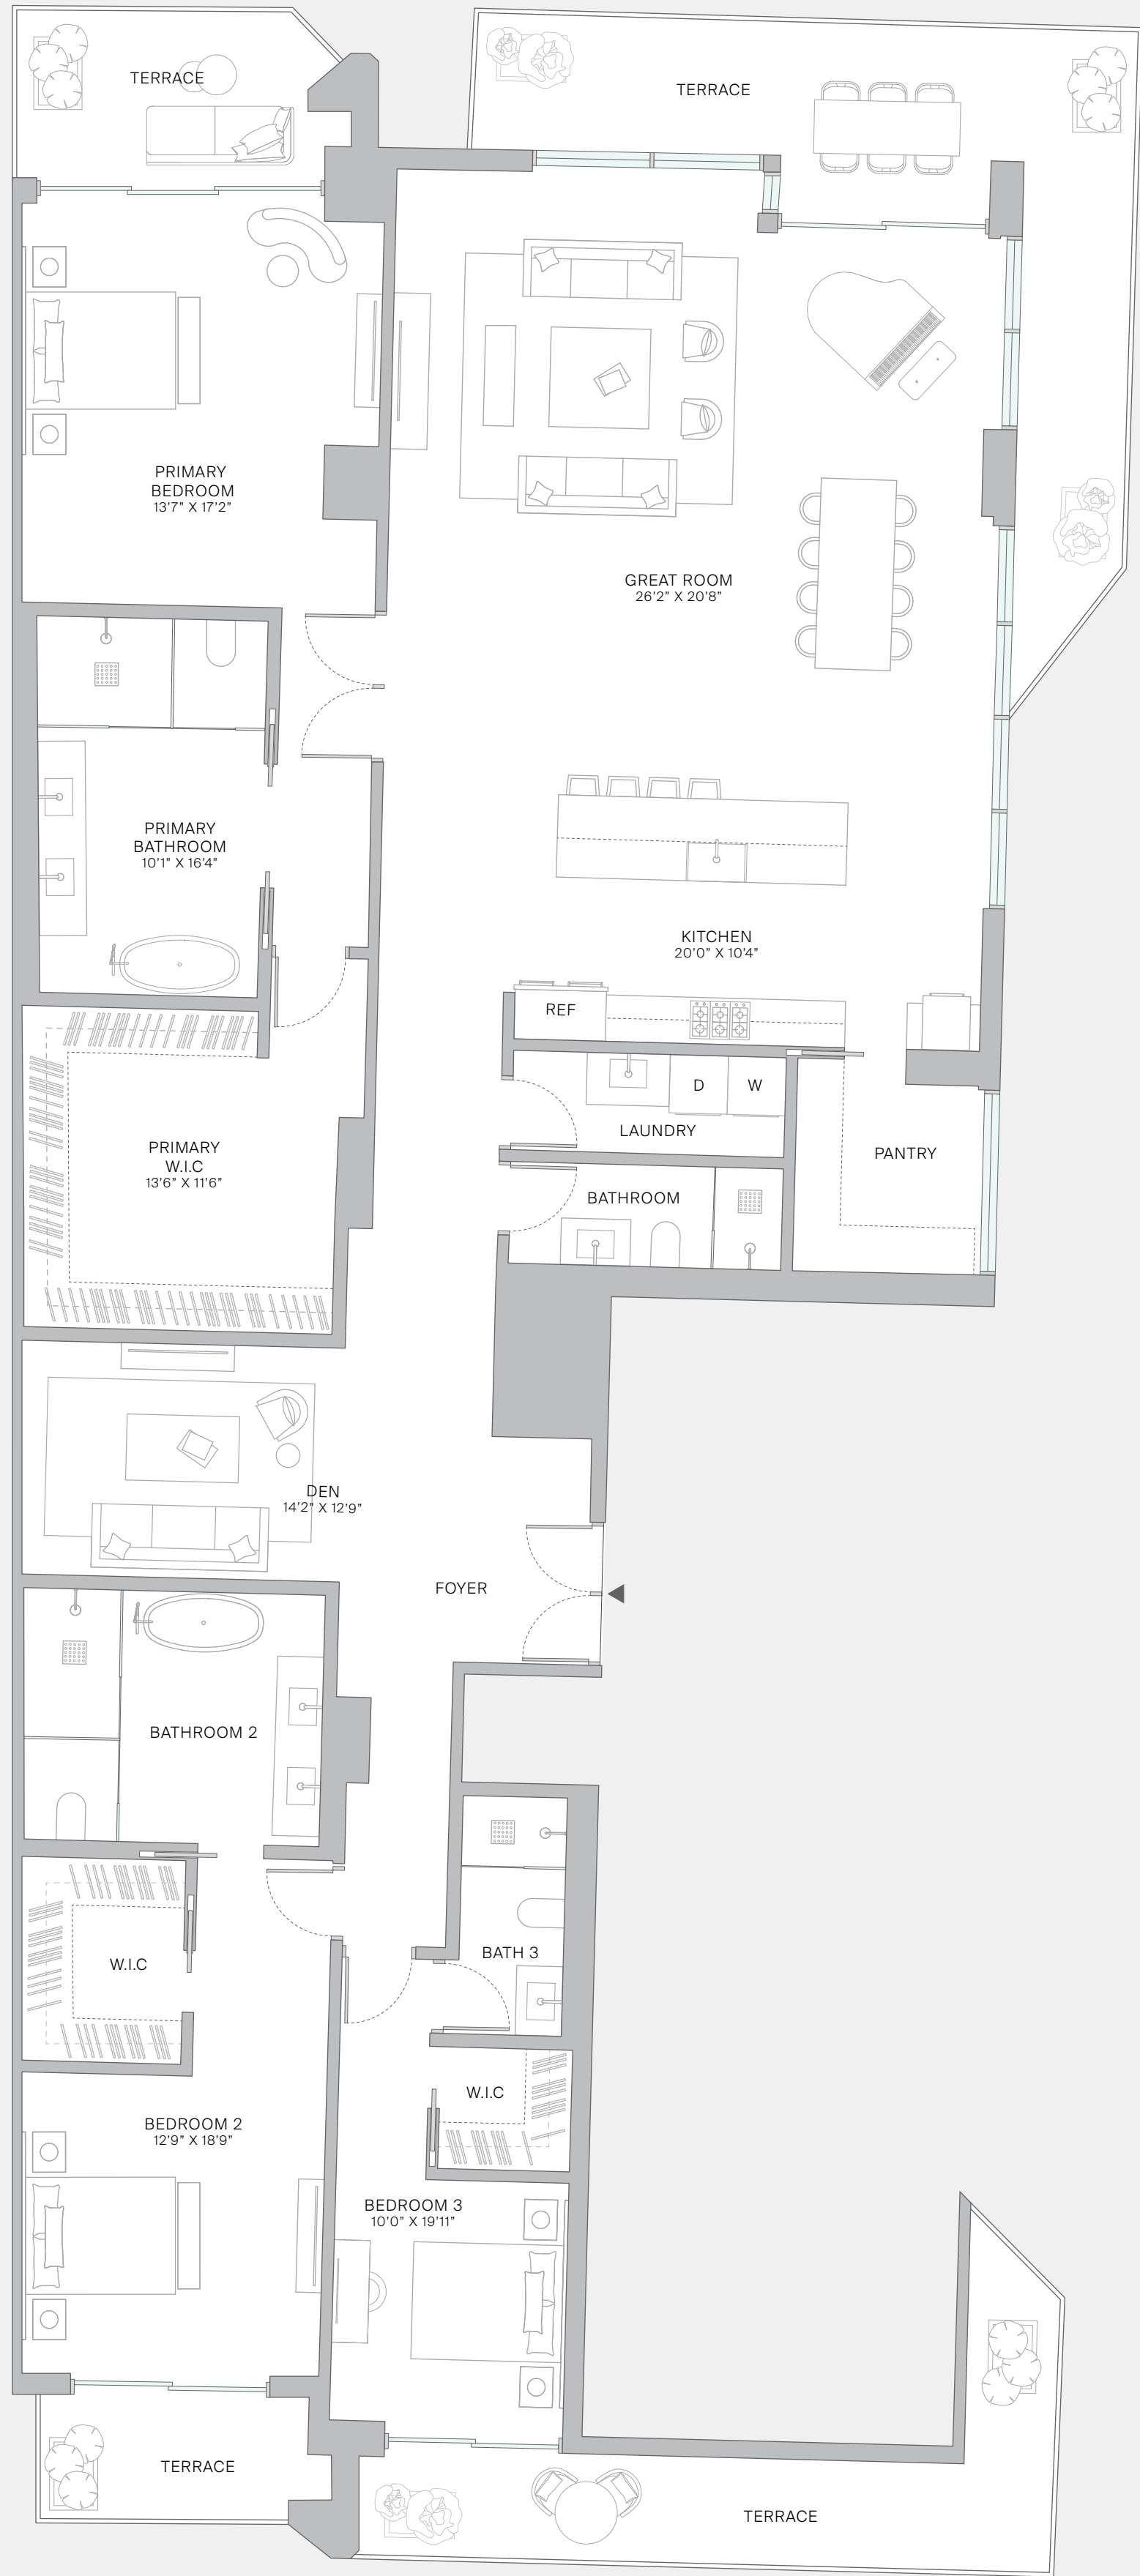 TERRACE
TERRACE
PRIMARY
BEDROOM
13'7" X 17'2"
GREAT ROOM
26'2" X 20'8"
PRIMARY
BATHROOM
10'1" X 16'4"
KITCHEN
20'0" X 10'4"
REF
D
W
LAUNDRY
PANTRY
PRIMARY
W.I.C
13'6" X 11'6"
BATHROOM
DEN
14'2" X 12'9"
FOYER
BATHROOM 2
BATH 3
W.I.C
W.I.C
BEDROOM 2
12'9" X 18'9"
BEDROOM 3
10'0" X 19'11"
TERRACE
TERRACE